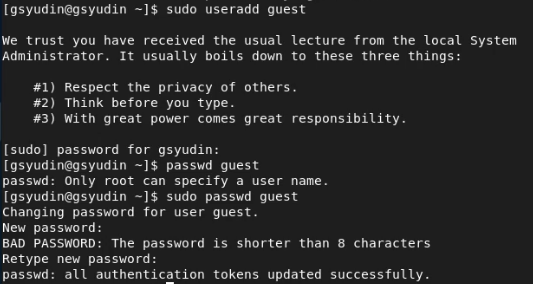 [gsyudin@gsyudin ~]$ sudo useradd guest
We trust you have received the usual lecture from the local System
Administrator. It usually boils down to these three things:
#1) Respect the privacy of others.
#2) Think before you type.
#3) With great power comes great responsibility.
[sudo] password for gsyudin:
[gsyudin@gsyudin ~]$ passwd guest
passwd: Only root can specify a user name.
[gsyudin@gsyudin ~]$ sudo passwd guest
Changing password for user guest.
New password:
BAD PASSWORD: The password is shorter than 8 characters
Retype new password:
passwd: all authentication tokens updated successfully.